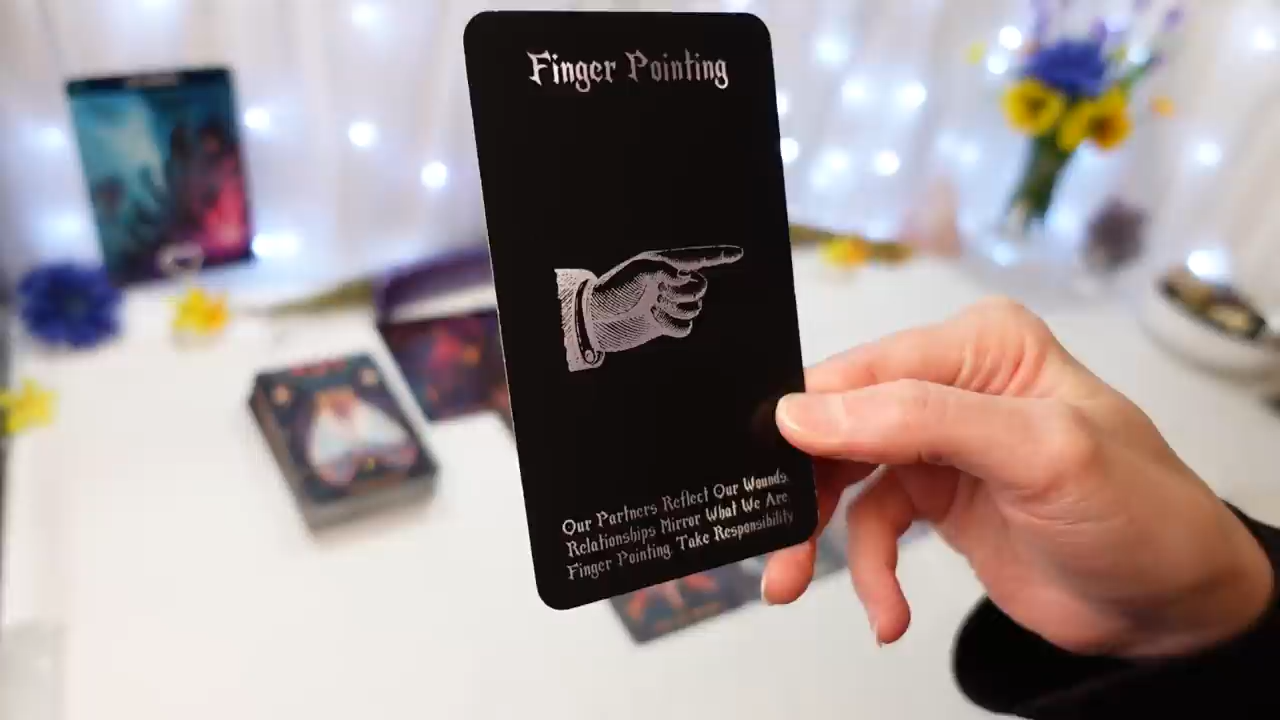 Finger Pointing
Our Partners Reflect Our Wounds.
Relationships Mirror What We Are
Finger Pointing. Take Responsibility